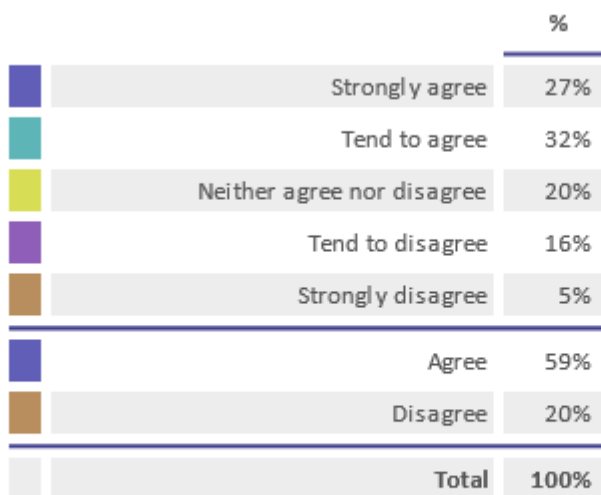 %
Strongly agree 27%
Tend to agree 32%
Neither agree nor disagree 20%
Tend to disagree 16%
Strongly disagree 5%
Agree 59%
Disagree 20%
Total 100%